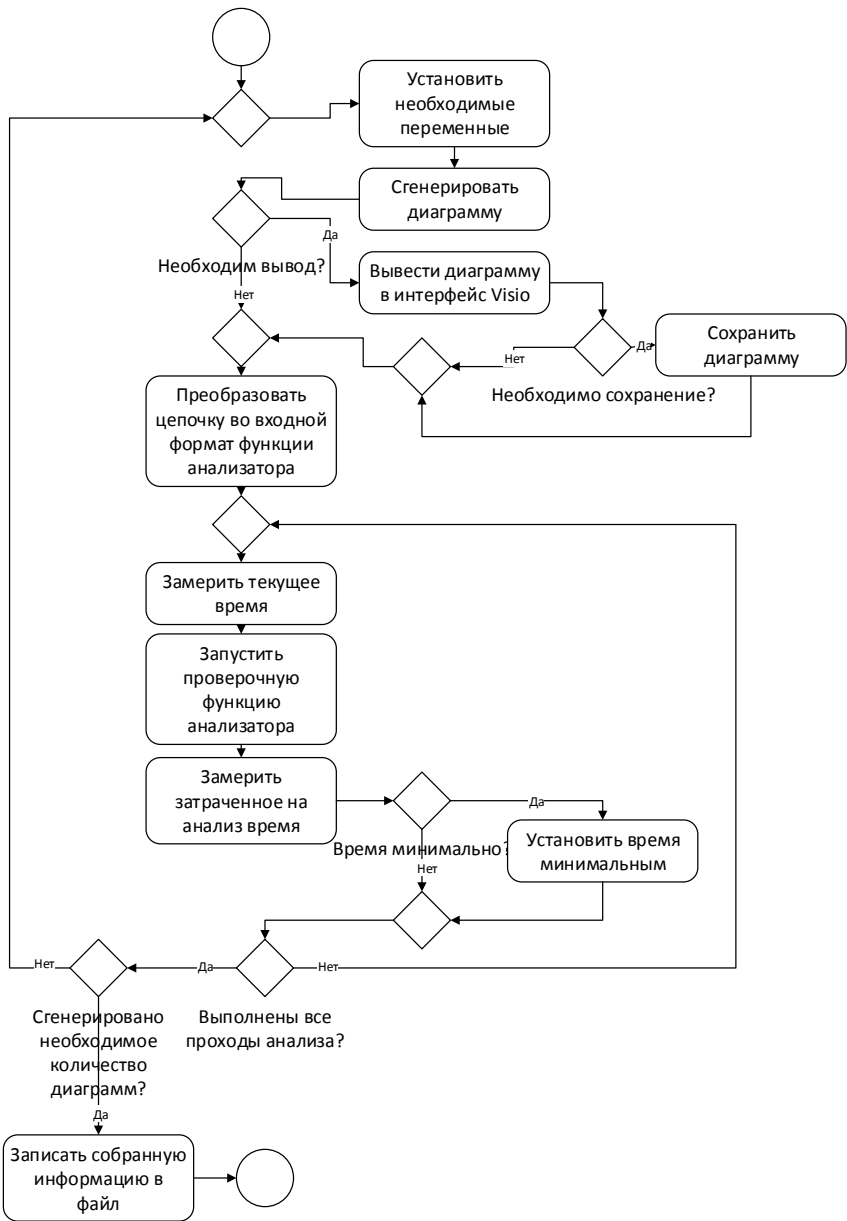 Установить
необходимые
переменные
Сгенерировать
диаграмму
Да
Необходим вывод?
Вывести диаграмму
в интерфейс Visio
Нет
Сохранить
диаграмму
Да
Нет
Необходимо сохранение?
Преобразовать
цепочку во входной
формат функции
анализатора
Замерить текущее
время
Запустить
проверочную
функцию
анализатора
Замерить
затраченное на
анализ время
Да
Время минимально?
Установить время
минимальным
Нет
Нет
Да
Нет
Сгенерировано
необходимое
количество
диаграмм?
Выполнены все
проходы анализа?
Да
Записать собранную
информацию в
файл